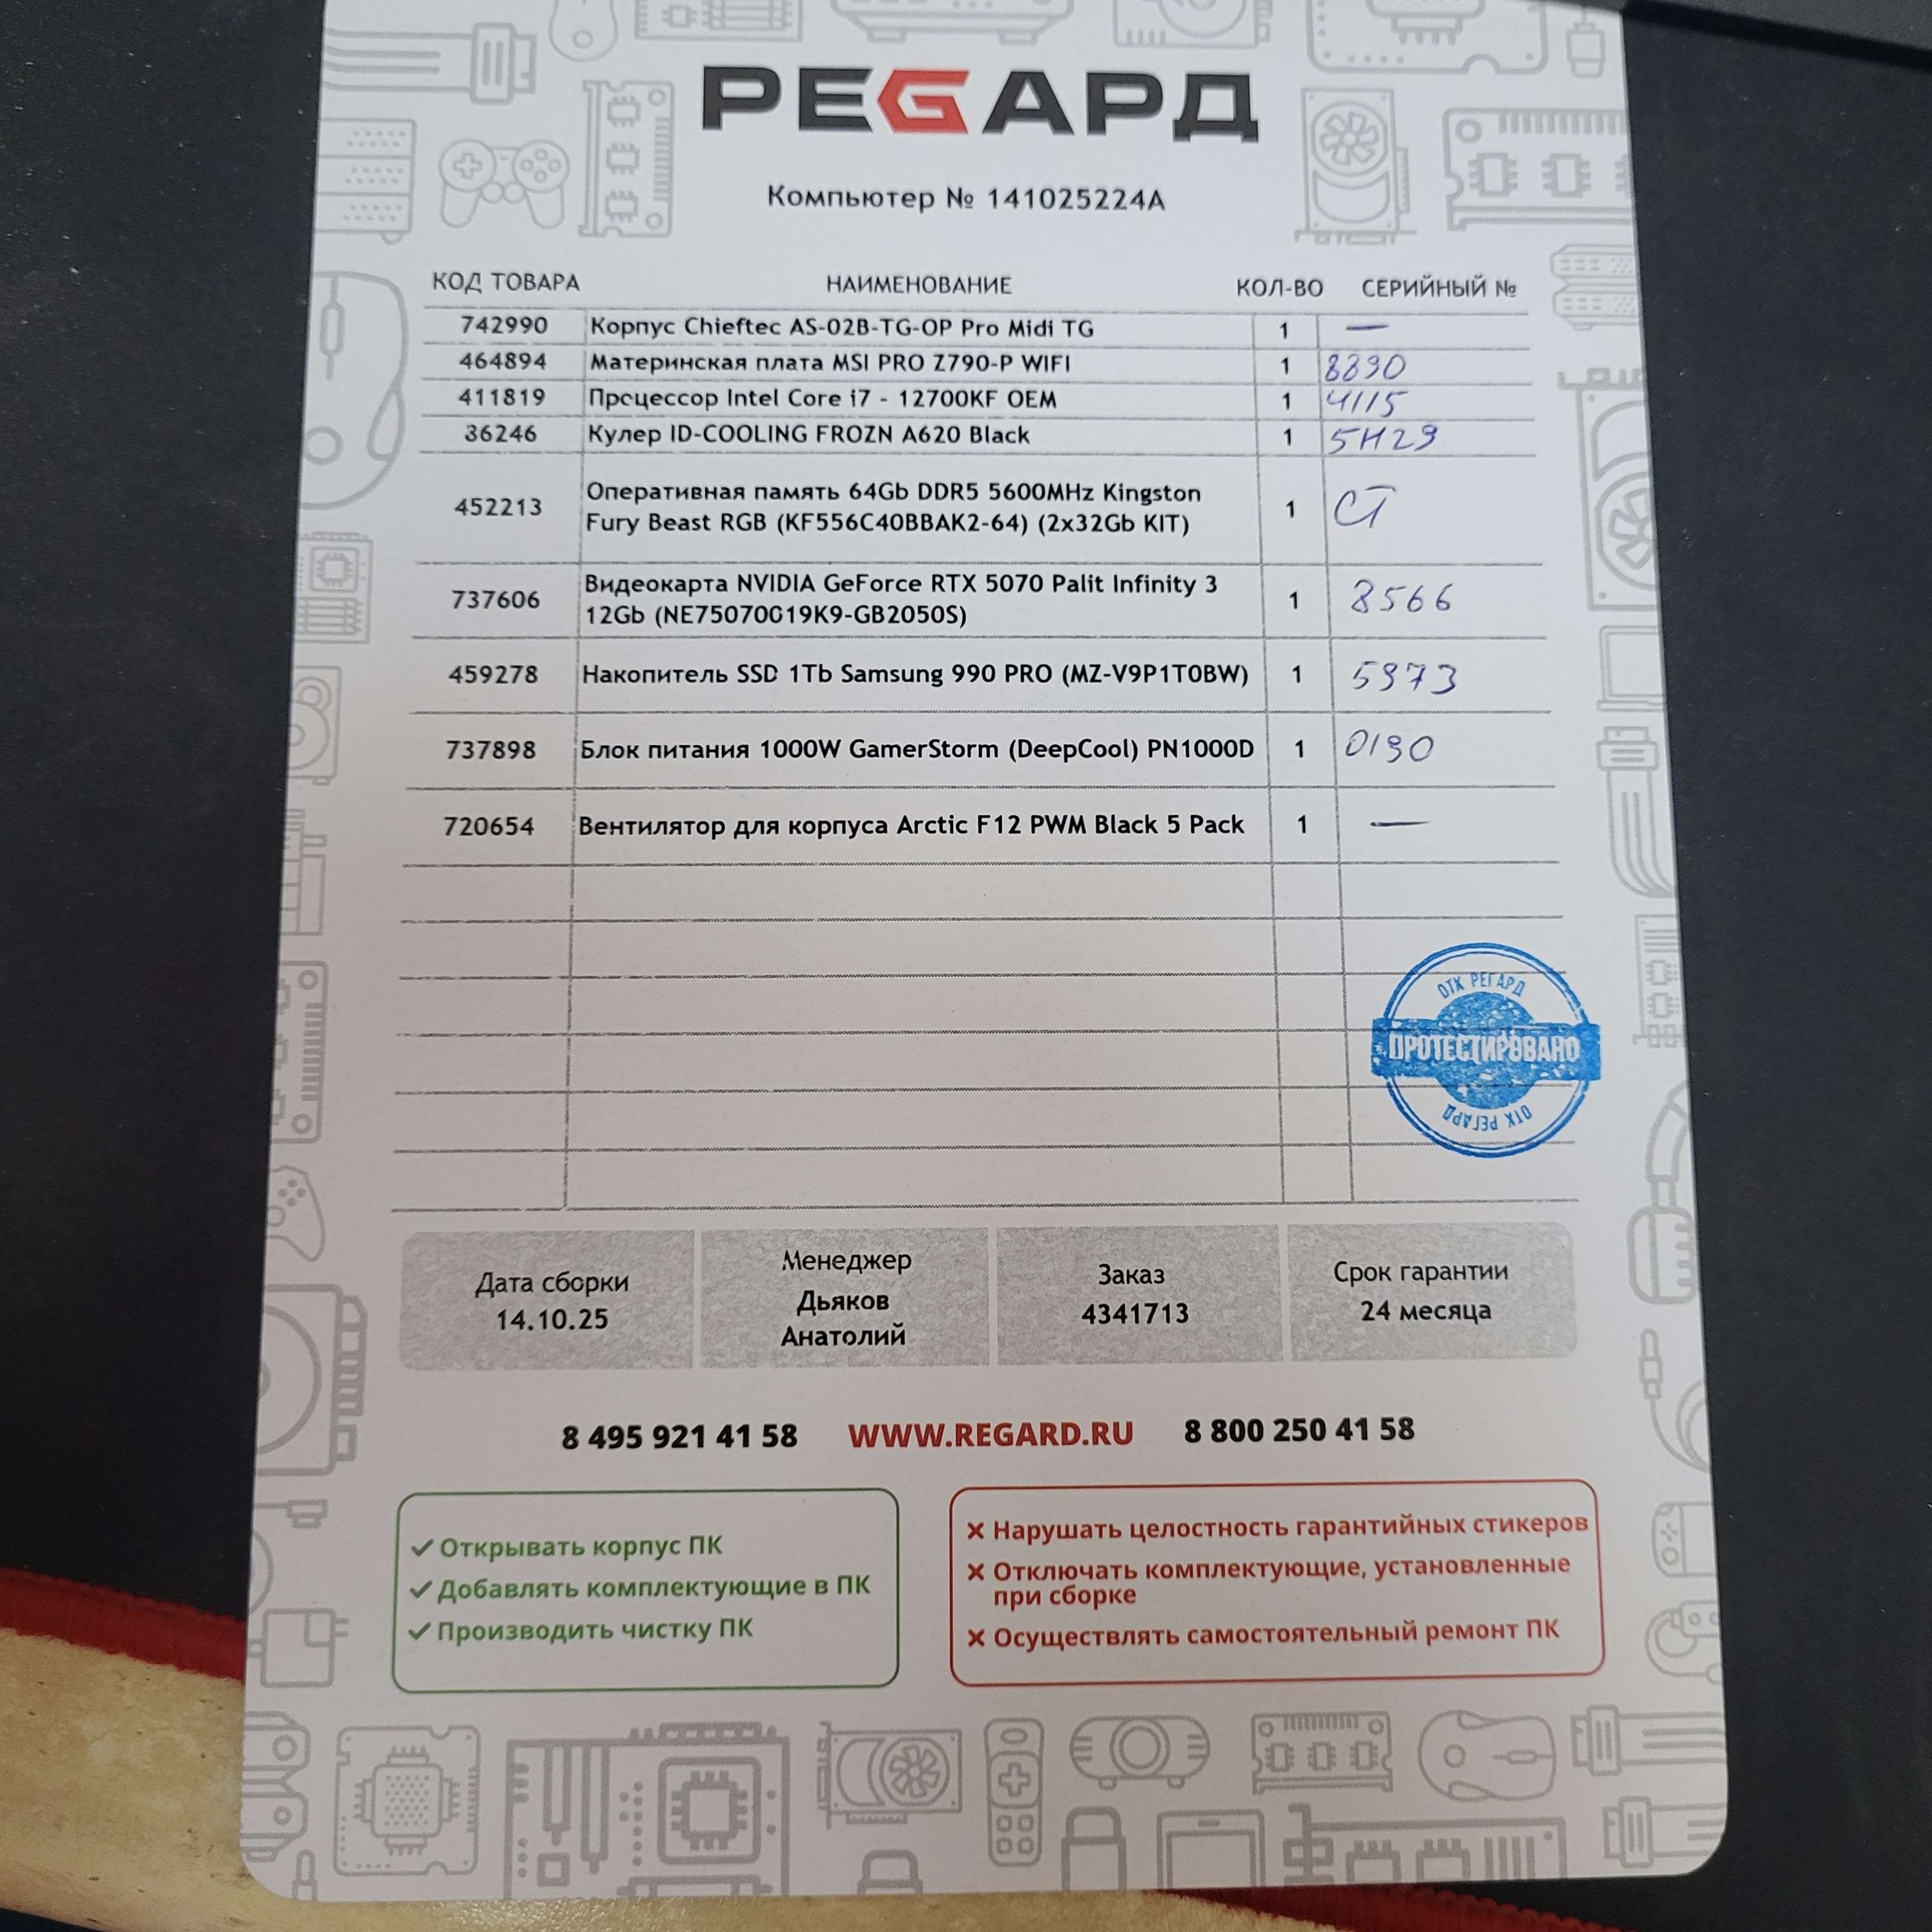 РЕGАРД
Компьютер № 141025224А
КОД ТОВАРА НАИМЕНОВАНИЕ КОЛ-ВО СЕРИЙНЫЙ №
742990 Корпус Chieftec AS-02B-TG-OP Pro Midi TG 1 —
464894 Материнская плата MSI PRO Z790-P WIFI 1 8890
411819 Процессор Intel Core i7 - 12700KF OEM 1 4115
36246 Кулер ID-COOLING FROZN A620 Black 1 5H29
452213 Оперативная память 64Gb DDR5 5600MHz Kingston
Fury Beast RGB (KF556C40BBAK2-64) (2x32Gb KIT) 1 СТ
737606 Видеокарта NVIDIA GeForce RTX 5070 Palit Infinity 3
12Gb (NE75070019K9-GB2050S) 1 8566
459278 Накопитель SSD 1Tb Samsung 990 PRO (MZ-V9P1T0BW) 1 5973
737898 Блок питания 1000W GamerStorm (DeepCool) PN1000D 1 0190
720654 Вентилятор для корпуса Arctic F12 PWM Black 5 Pack 1 —
ОТК РЕГАРД
ПРОТЕСТИРОВАНО
ОТК РЕГАРД
Дата сборки
14.10.25
Менеджер
Дьяков
Анатолий
Заказ
4341713
Срок гарантии
24 месяца
8 495 921 41 58 WWW.REGARD.RU 8 800 250 41 58
✓ Открывать корпус ПК
✓ Добавлять комплектующие в ПК
✓ Производить чистку ПК
✕ Нарушать целостность гарантийных стикеров
✕ Отключать комплектующие, установленные
при сборке
✕ Осуществлять самостоятельный ремонт ПК